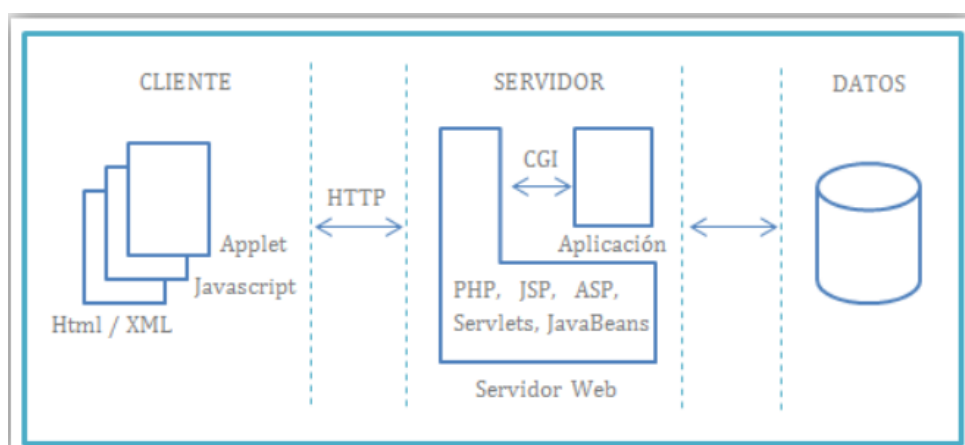 CLIENTE
SERVIDOR
DATOS
CGI
HTTP
Applet
Aplicación
Javascript
PHP, JSP, ASP,
Html / XML
Servlets, JavaBeans
Servidor Web